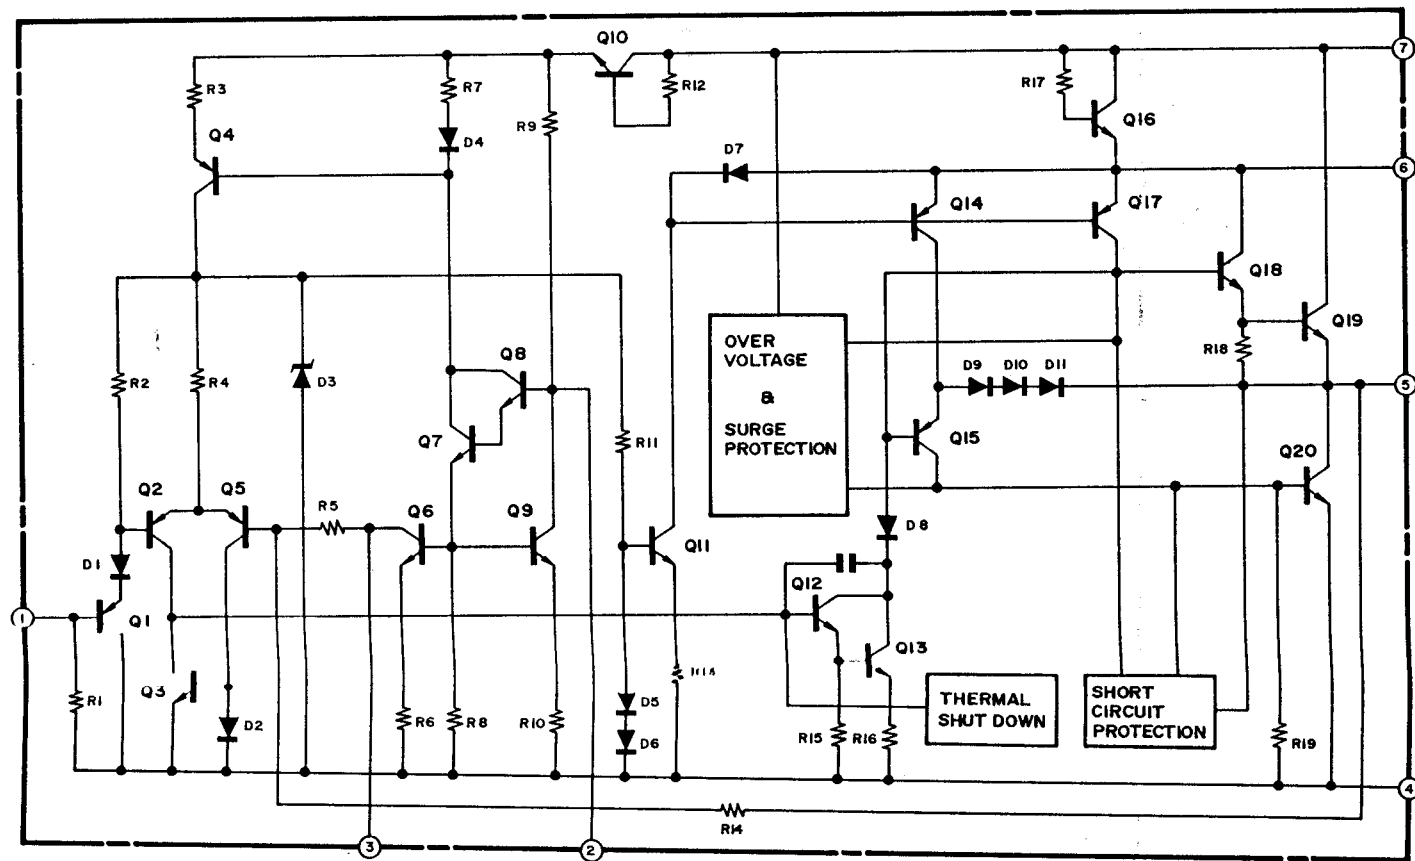 Q10
7
R3
R7
R12
R17
Q4
R9
D4
Q16
D7
6
Q14
Q17
Q18
Q19
OVER
VOLTAGE
&
SURGE
PROTECTION
R2
R4
D3
Q8
Q7
R11
D9
D10
D11
R18
5
Q15
Q20
Q2
Q5
R5
Q6
Q9
Q11
D8
D1
Q12
1
Q1
Q13
Q3
R1
D2
R6
R8
R10
D5
D6
R15
R16
THERMAL
SHUT DOWN
SHORT
CIRCUIT
PROTECTION
R19
4
R14
3
2